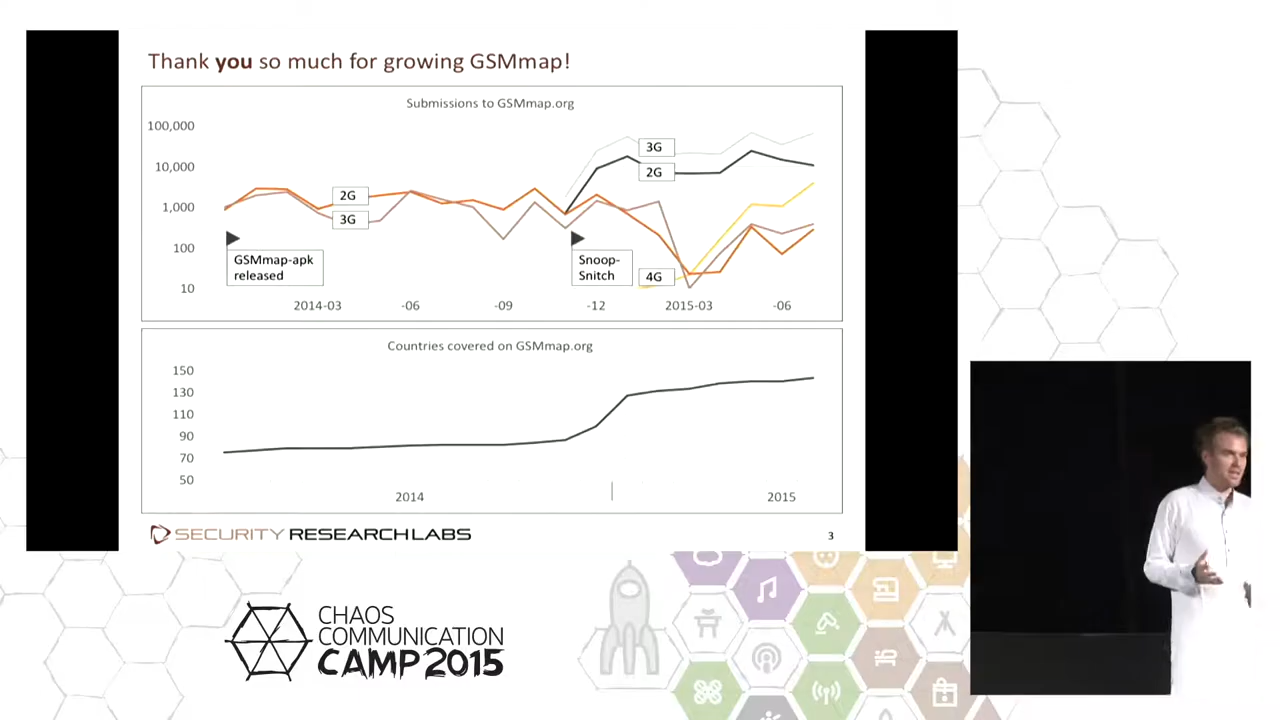 Thank you so much for growing GSMmap!
Submissions to GSMmap.org
100,000
10,000
1,000
100
10
3G
2G
2G
3G
4G
GSMmap-apk
released
Snoop-
Snitch
2014-03
-06
-09
-12
2015-03
-06
Countries covered on GSMmap.org
150
130
110
90
70
50
2014
2015
SECURITY RESEARCH LABS
3
CHAOS
COMMUNICATION
CAMP 2015